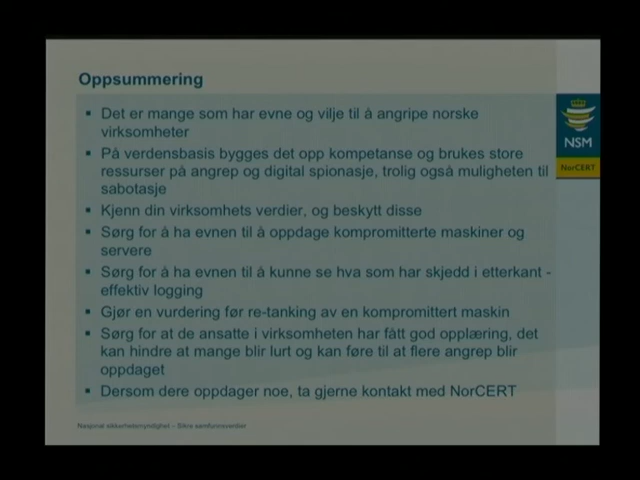 Oppsummering
▪ Det er mange som har evne og vilje til å angripe norske
virksomheter
▪ På verdensbasis bygges det opp kompetanse og brukes store
ressurser på angrep og digital spionasje, trolig også muligheten til
sabotasje
▪ Kjenn din virksomhets verdier, og beskytt disse
▪ Sørg for å ha evnen til å oppdage kompromitterte maskiner og
servere
▪ Sørg for å ha evnen til å kunne se hva som har skjedd i etterkant -
effektiv logging
▪ Gjør en vurdering før re-tanking av en kompromittert maskin
▪ Sørg for at de ansatte i virksomheten har fått god opplæring, det
kan hindre at mange blir lurt og kan føre til at flere angrep blir
oppdaget
▪ Dersom dere oppdager noe, ta gjerne kontakt med NorCERT
NSM
NorCERT
Nasjonal sikkerhetsmyndighet – Sikre samfunnsverdier